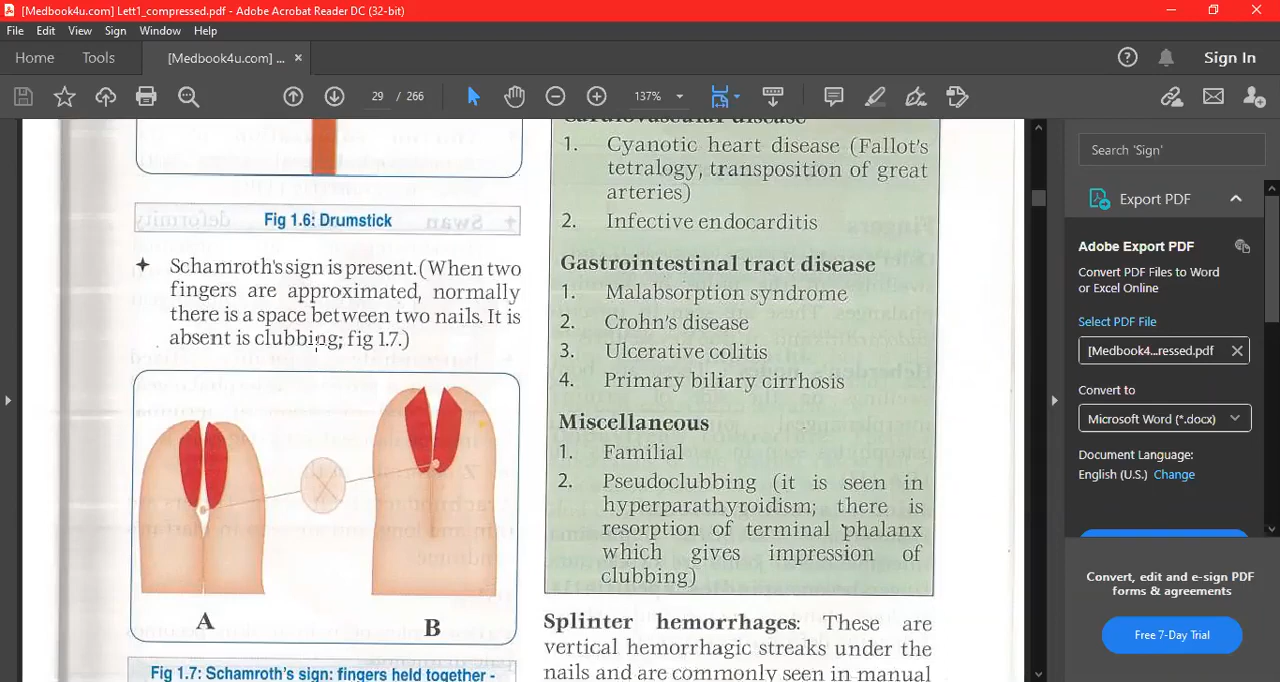 [Medbook4u.com] Lett1_compressed.pdf - Adobe Acrobat Reader DC (32-bit)
File Edit View Sign Window Help
Home Tools [Medbook4u.com] ... × Sign In
29 / 266 137%
Fig 1.6: Drumstick
Schamroth's sign is present. (When two
fingers are approximated, normally
there is a space between two nails. It is
absent is clubbing; fig 1.7.)
A B
Fig 1.7: Schamroth's sign: fingers held together -
Cardiovascular disease
1. Cyanotic heart disease (Fallot's
tetralogy, transposition of great
arteries)
2. Infective endocarditis
Gastrointestinal tract disease
1. Malabsorption syndrome
2. Crohn's disease
3. Ulcerative colitis
4. Primary biliary cirrhosis
Miscellaneous
1. Familial
2. Pseudoclubbing (it is seen in
hyperparathyroidism; there is
resorption of terminal phalanx
which gives impression of
clubbing)
Splinter hemorrhages: These are
vertical hemorrhagic streaks under the
nails and are commonly seen in manual
Search 'Sign'
Export PDF
Adobe Export PDF
Convert PDF Files to Word
or Excel Online
Select PDF File
[Medbook4...ressed.pdf
Convert to
Microsoft Word (*.docx)
Document Language:
English (U.S.) Change
Convert, edit and e-sign PDF
forms & agreements
Free 7-Day Trial